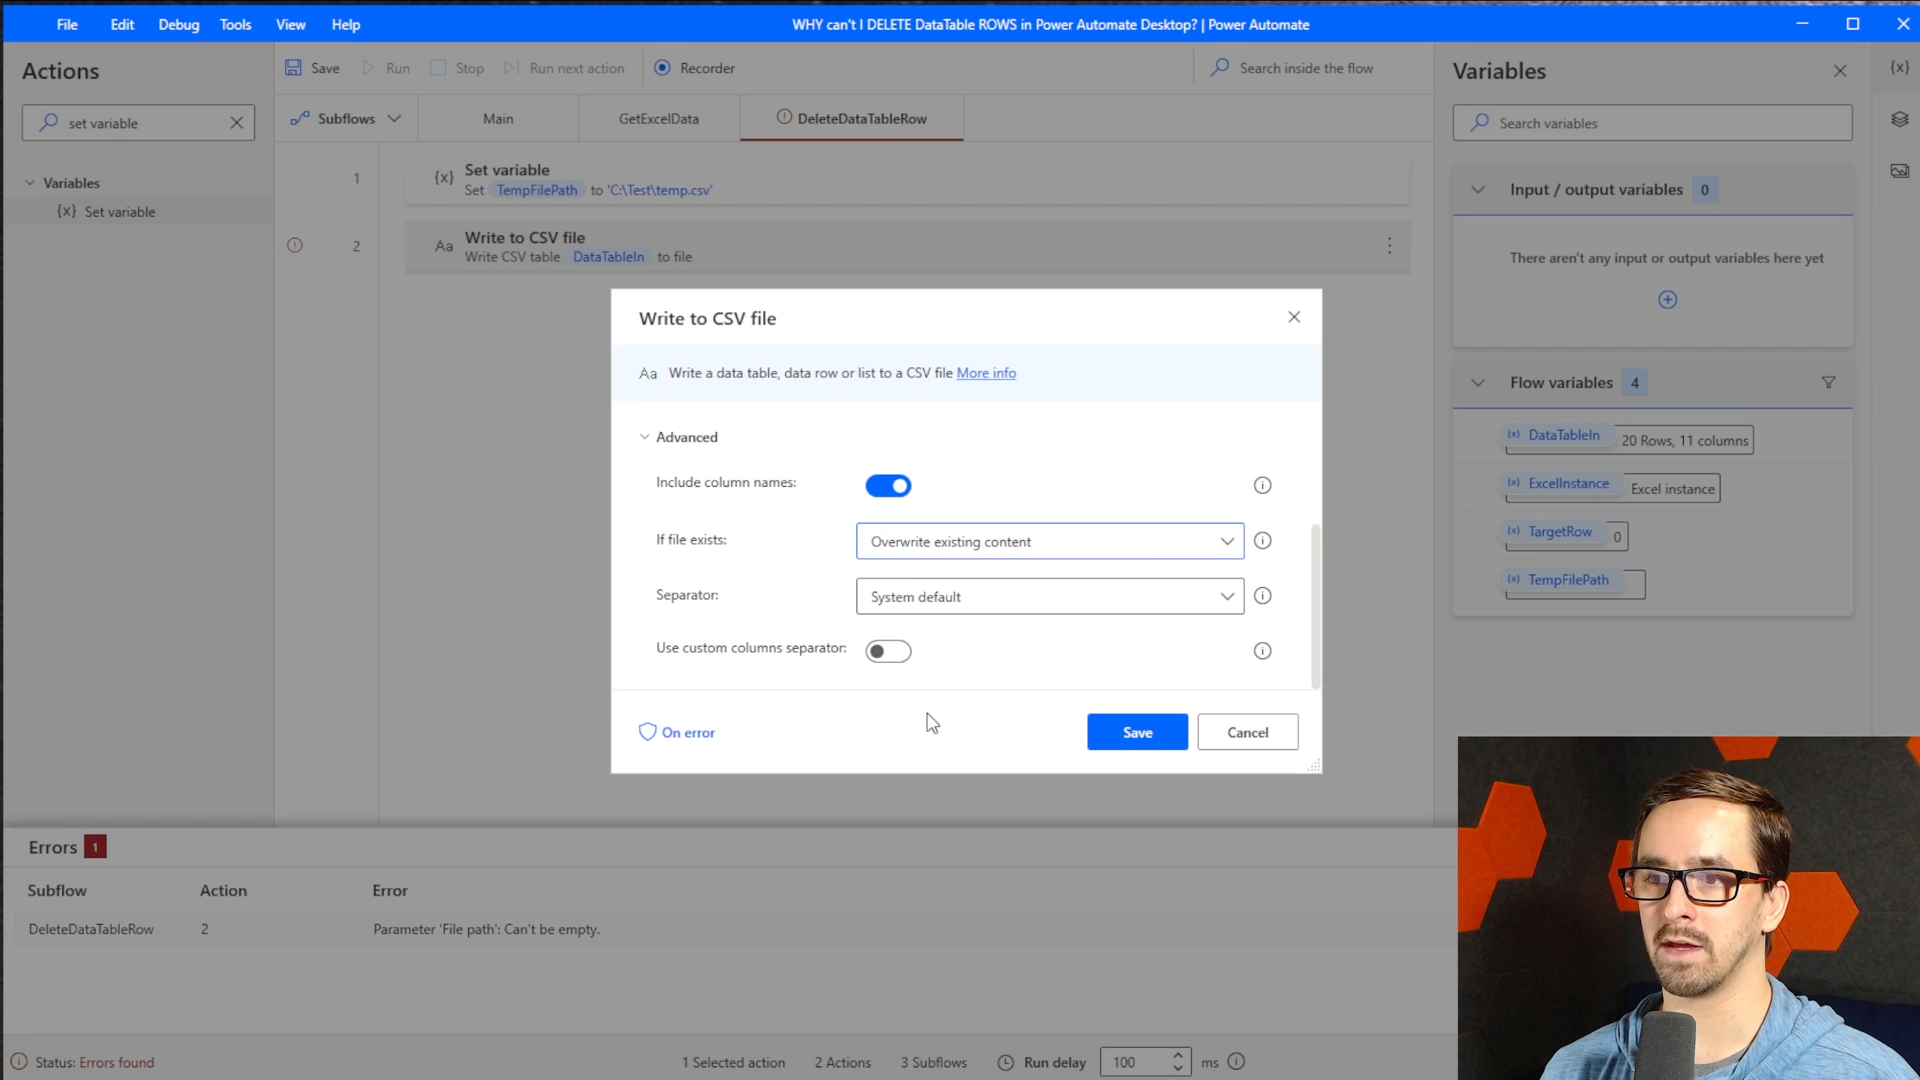 File Edit Debug Tools View Help WHY can't I DELETE DataTable ROWS in Power Automate Desktop? | Power Automate
Actions
set variable
Variables
{x} Set variable
Save Run Stop Run next action Recorder Search inside the flow
Subflows Main GetExcelData DeleteDataTableRow
1 {x} Set variable
Set TempFilePath to 'C:\Test\temp.csv'
2 Aa Write to CSV file
Write CSV table DataTableIn to file
Write to CSV file
Aa Write a data table, data row or list to a CSV file More info
Advanced
Include column names:
If file exists: Overwrite existing content
Separator: System default
Use custom columns separator:
On error Save Cancel
Variables {x}
Search variables
Input / output variables 0
There aren't any input or output variables here yet
Flow variables 4
(x) DataTableIn 20 Rows, 11 columns
(x) ExcelInstance Excel instance
(x) TargetRow 0
(x) TempFilePath
Errors 1
Subflow Action Error
DeleteDataTableRow 2 Parameter 'File path': Can't be empty.
Status: Errors found 1 Selected action 2 Actions 3 Subflows Run delay 100 ms